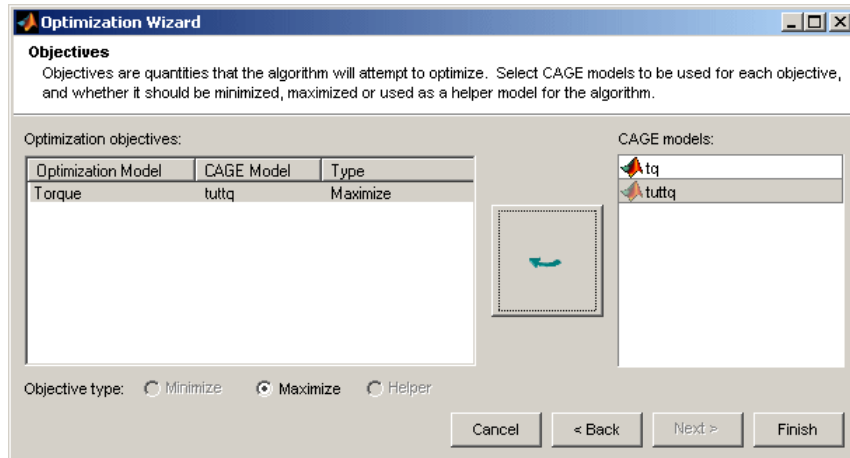 Optimization Wizard
Objectives
Objectives are quantities that the algorithm will attempt to optimize. Select CAGE models to be used for each objective,
and whether it should be minimized, maximized or used as a helper model for the algorithm.
Optimization objectives:
CAGE models:
Optimization Model CAGE Model Type
Torque tuttq Maximize
tq
tuttq
Objective type: Minimize Maximize Helper
Cancel < Back Next > Finish